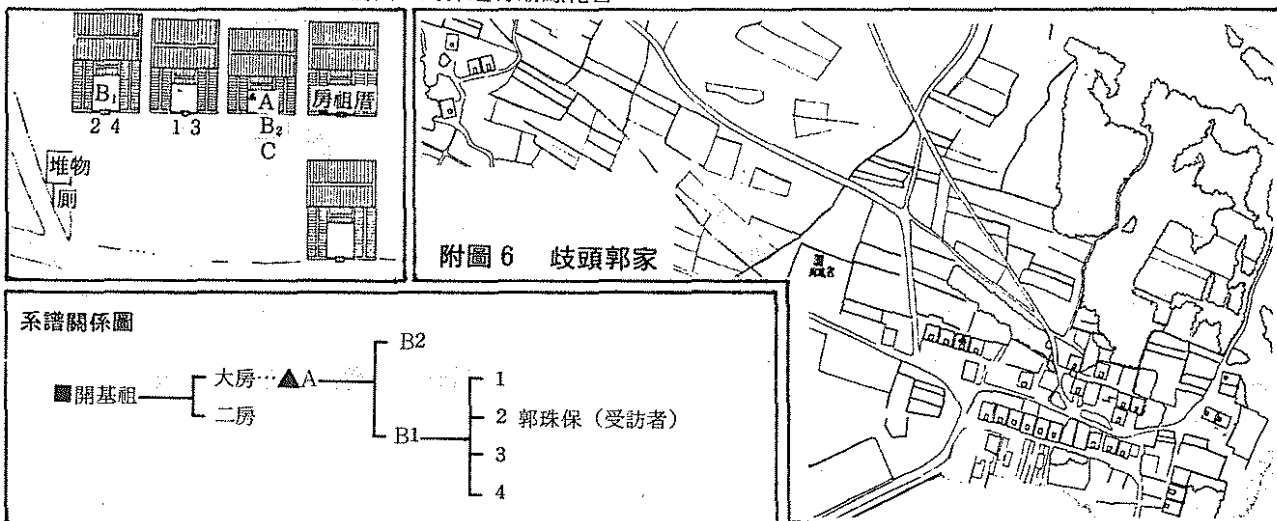 B1
A
房祖厝
2 4
1 3
B2
C
堆物
厠
附圖 6 歧頭郭家
系譜關係圖
■開基祖
大房…▲A
二房
B2
B1
1
2 郭珠保（受訪者）
3
4